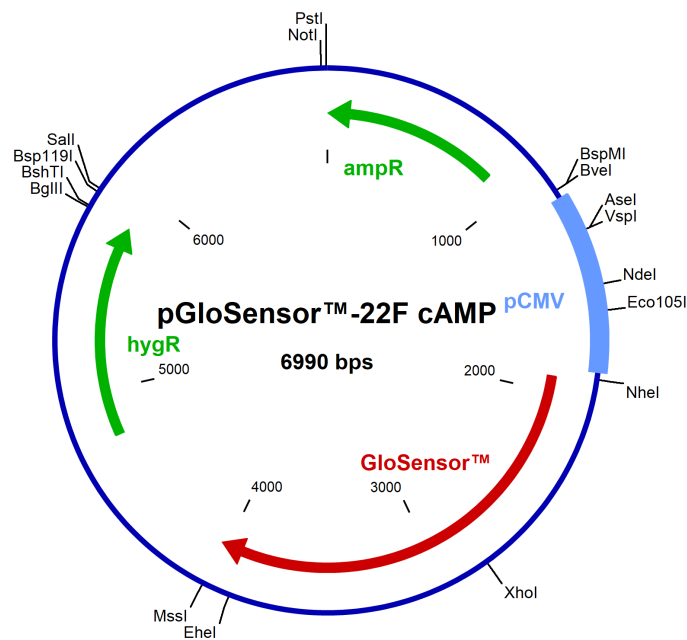 PstI
NotI
SalI
Bsp119I
BshTI
BglII
BspMI
BveI
AseI
VspI
NdeI
Eco105I
NheI
XhoI
EheI
MssI
ampR
1000
6000
pGloSensor™-22F cAMP
pCMV
hygR
6990 bps
5000
2000
GloSensor™
4000
3000